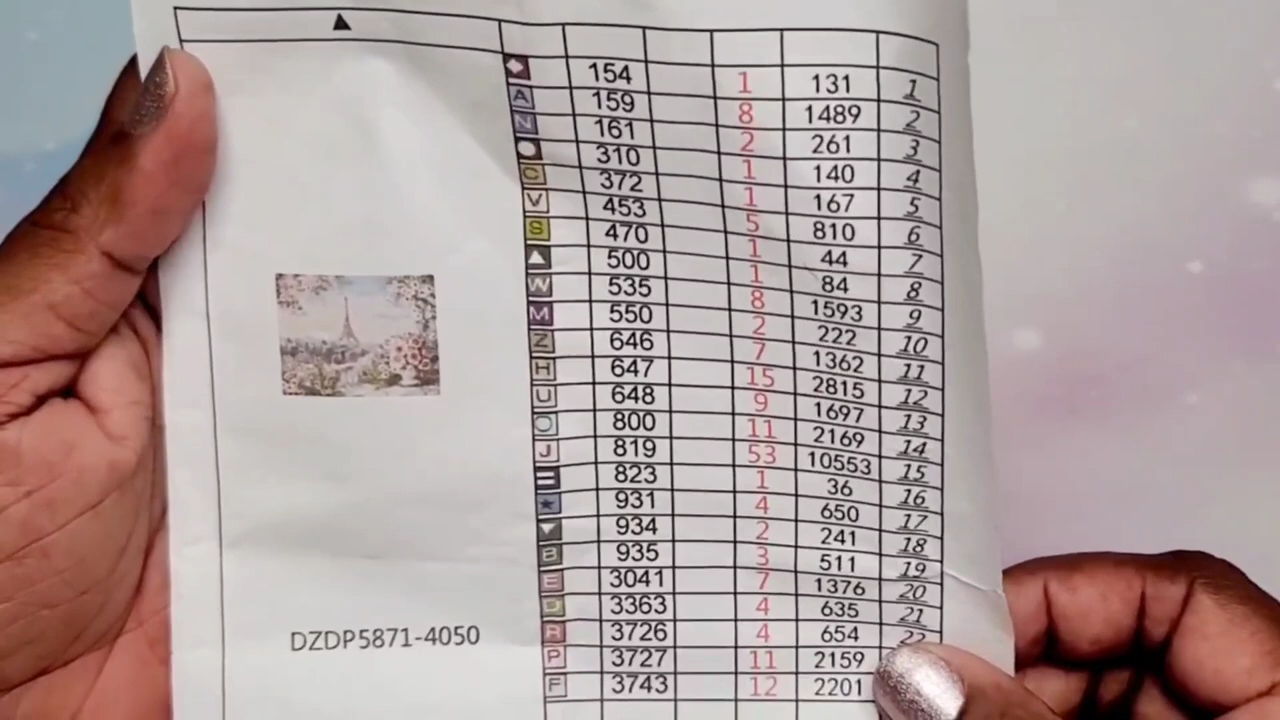 ▲
◆ 154 1 131 1
A 159 8 1489 2
N 161 2 261 3
● 310 1 140 4
C 372 1 167 5
V 453 5 810 6
S 470 1 44 7
▲ 500 1 84 8
W 535 8 1593 9
M 550 2 222 10
Z 646 7 1362 11
H 647 15 2815 12
U 648 9 1697 13
O 800 11 2169 14
J 819 53 10553 15
= 823 1 36 16
★ 931 4 650 17
▼ 934 2 241 18
B 935 3 511 19
E 3041 7 1376 20
D 3363 4 635 21
R 3726 4 654 22
P 3727 11 2159
F 3743 12 2201
DZDP5871-4050